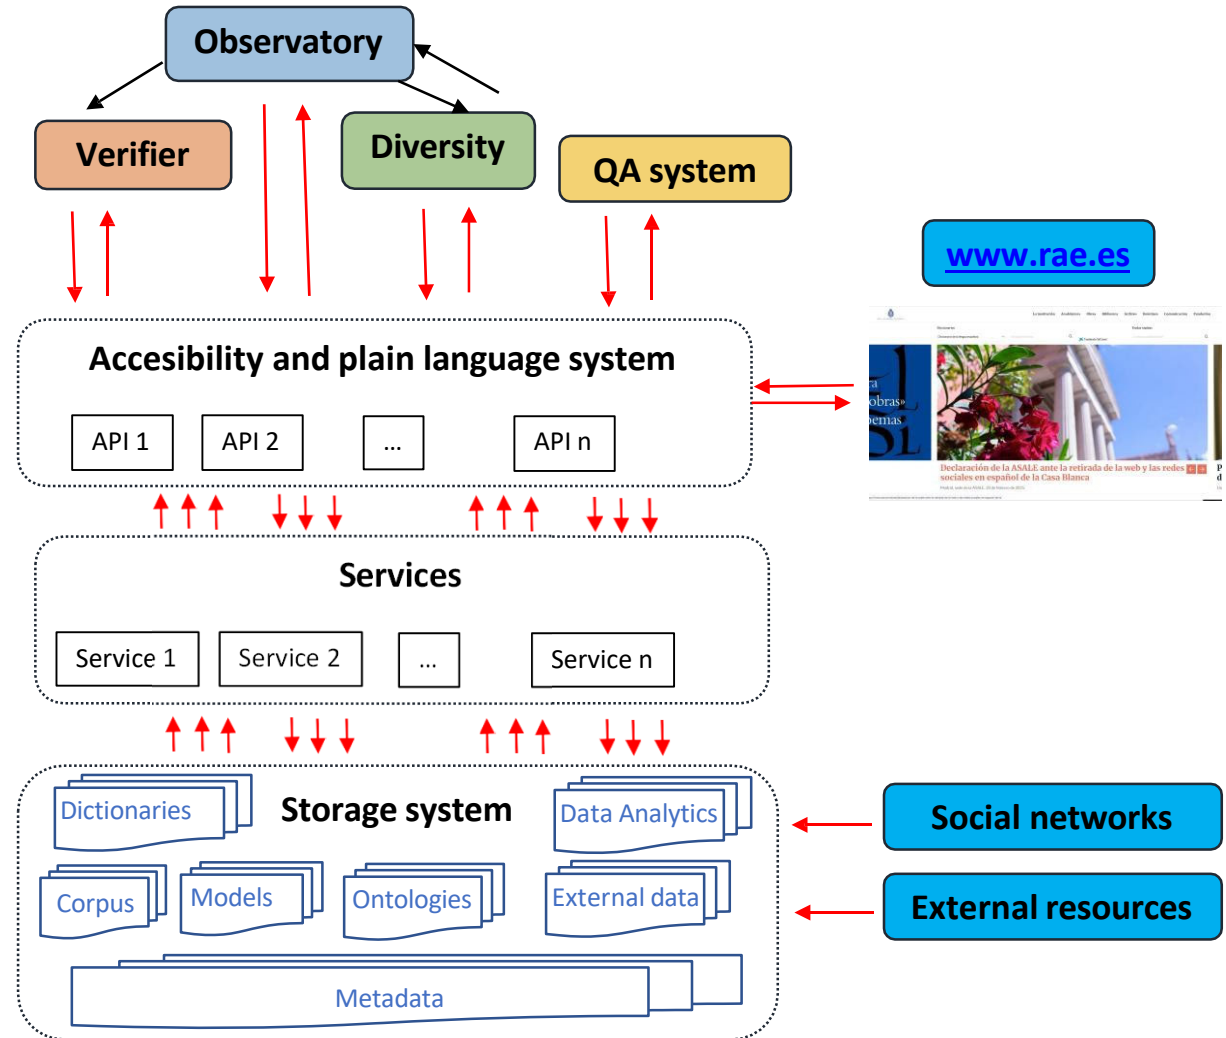 Observatory
Verifier
Diversity
QA system
www.rae.es
Accesibility and plain language system
API 1
API 2
...
API n
ra
obras»
oemas
Declaración de la ASALE ante la retirada de la web y las redes
sociales en español de la Casa Blanca
P
d
Services
Service 1
Service 2
...
Service n
Storage system
Dictionaries
Data Analytics
Corpus
Models
Ontologies
External data
Metadata
Social networks
External resources